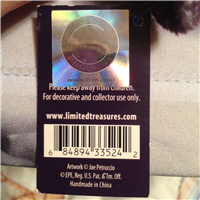 Please keep away from children.
For decorative and collector use only.
www.limitedtreasures.com
6 84894 33524 2
Artwork © Joe Petruccio
© EPE, Reg. U.S. Pat. & Tm. Off.
Handmade in China